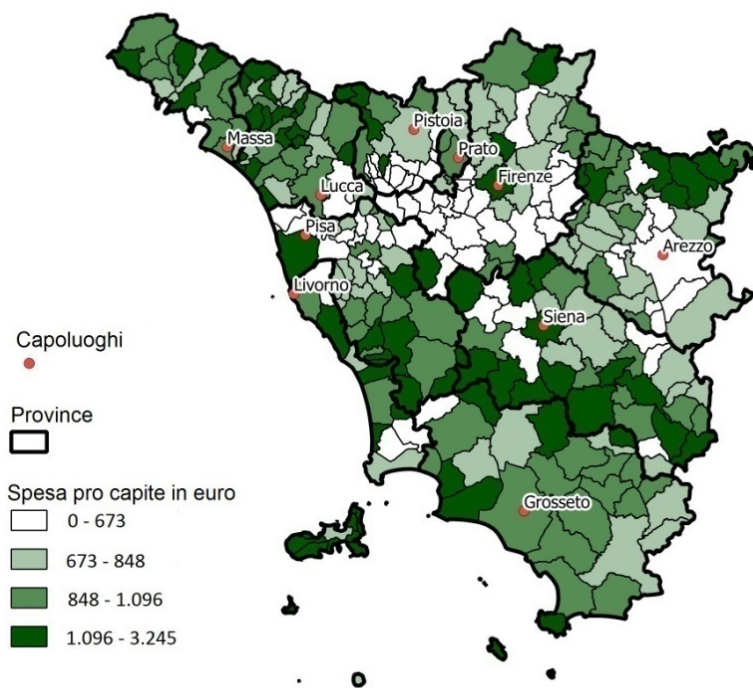 Massa
Pistoia
Prato
Lucca
Firenze
Pisa
Arezzo
Livorno
Siena
Grosseto
Capoluoghi
Province
Spesa pro capite in euro
0 - 673
673 - 848
848 - 1.096
1.096 - 3.245